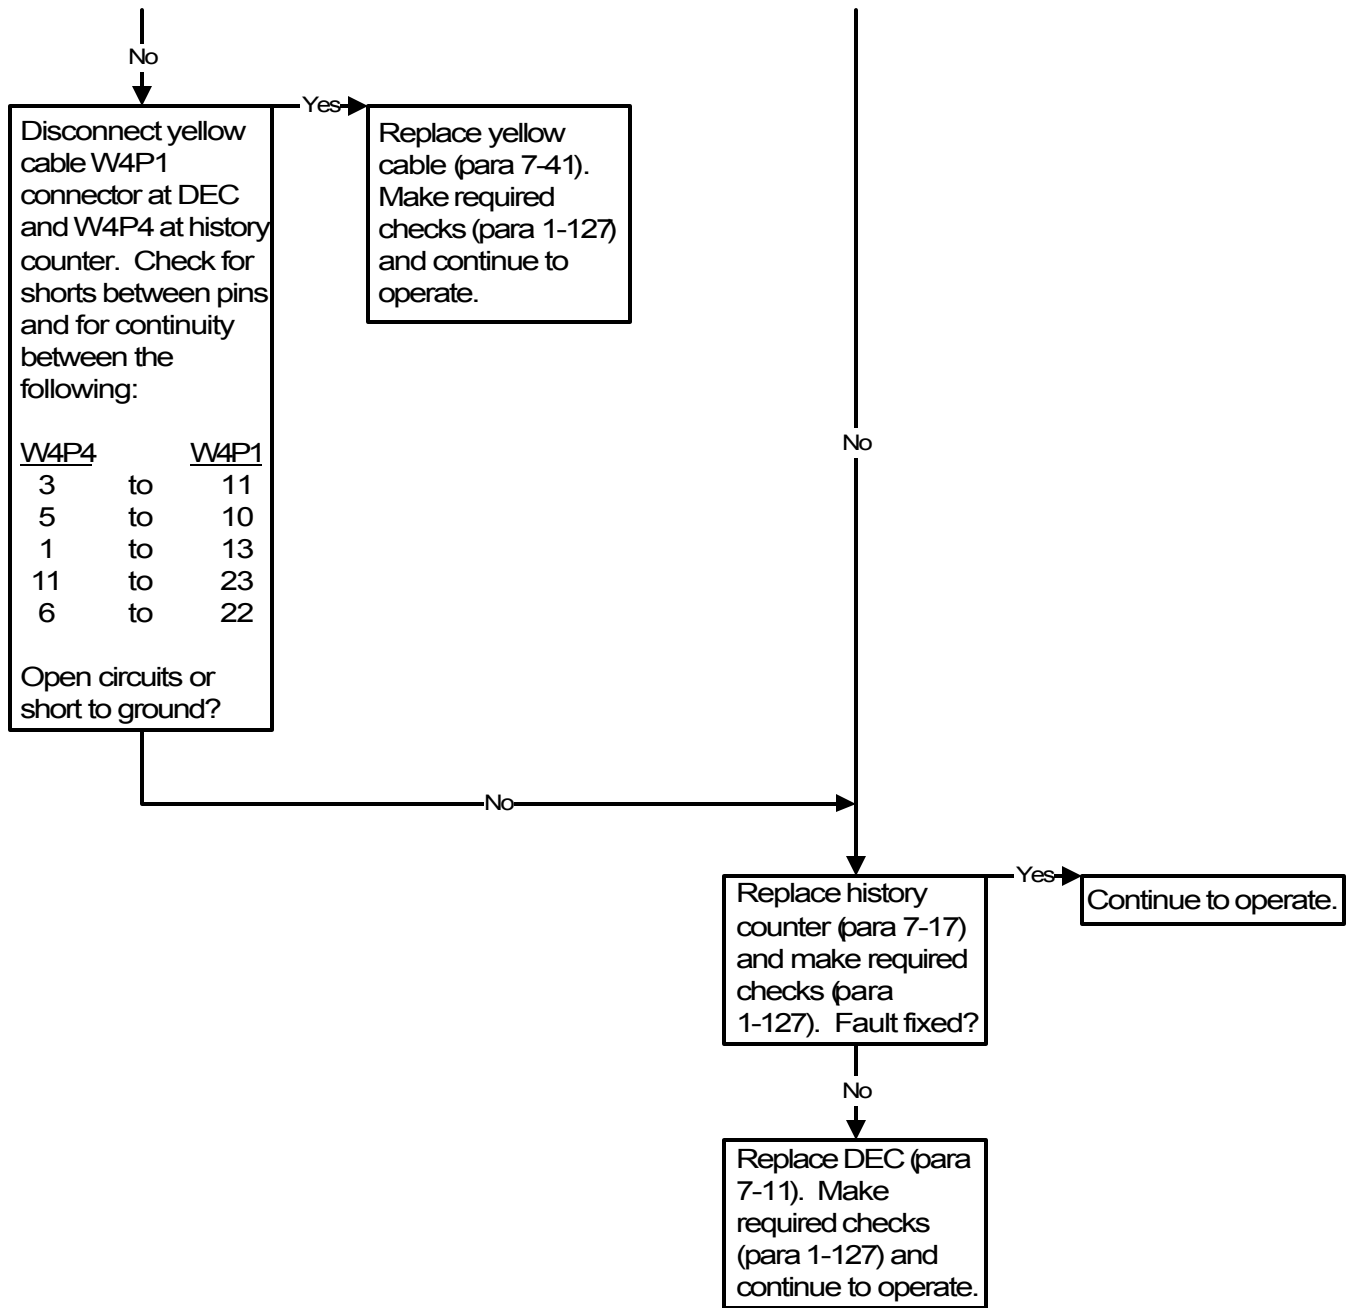 No
Yes
Disconnect yellow
cable W4P1
connector at DEC
and W4P4 at history
counter. Check for
shorts between pins
and for continuity
between the
following:
W4P4 W4P1
3 to 11
5 to 10
1 to 13
11 to 23
6 to 22
Open circuits or
short to ground?
Replace yellow
cable (para 7-41).
Make required
checks (para 1-127)
and continue to
operate.
No
No
Replace history
counter (para 7-17)
and make required
checks (para
1-127). Fault fixed?
Yes
Continue to operate.
No
Replace DEC (para
7-11). Make
required checks
(para 1-127) and
continue to operate.